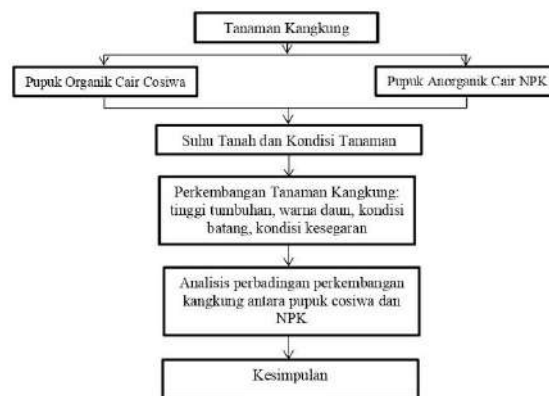 Tanaman Kangkung
Pupuk Organik Cair Cosiwa
Pupuk Anorganik Cair NPK
Suhu Tanah dan Kondisi Tanaman
Perkembangan Tanaman Kangkung:
tinggi tumbuhan, warna daun, kondisi
batang, kondisi kesegaran
Analisis perbadingan perkembangan
kangkung antara pupuk cosiwa dan
NPK
Kesimpulan